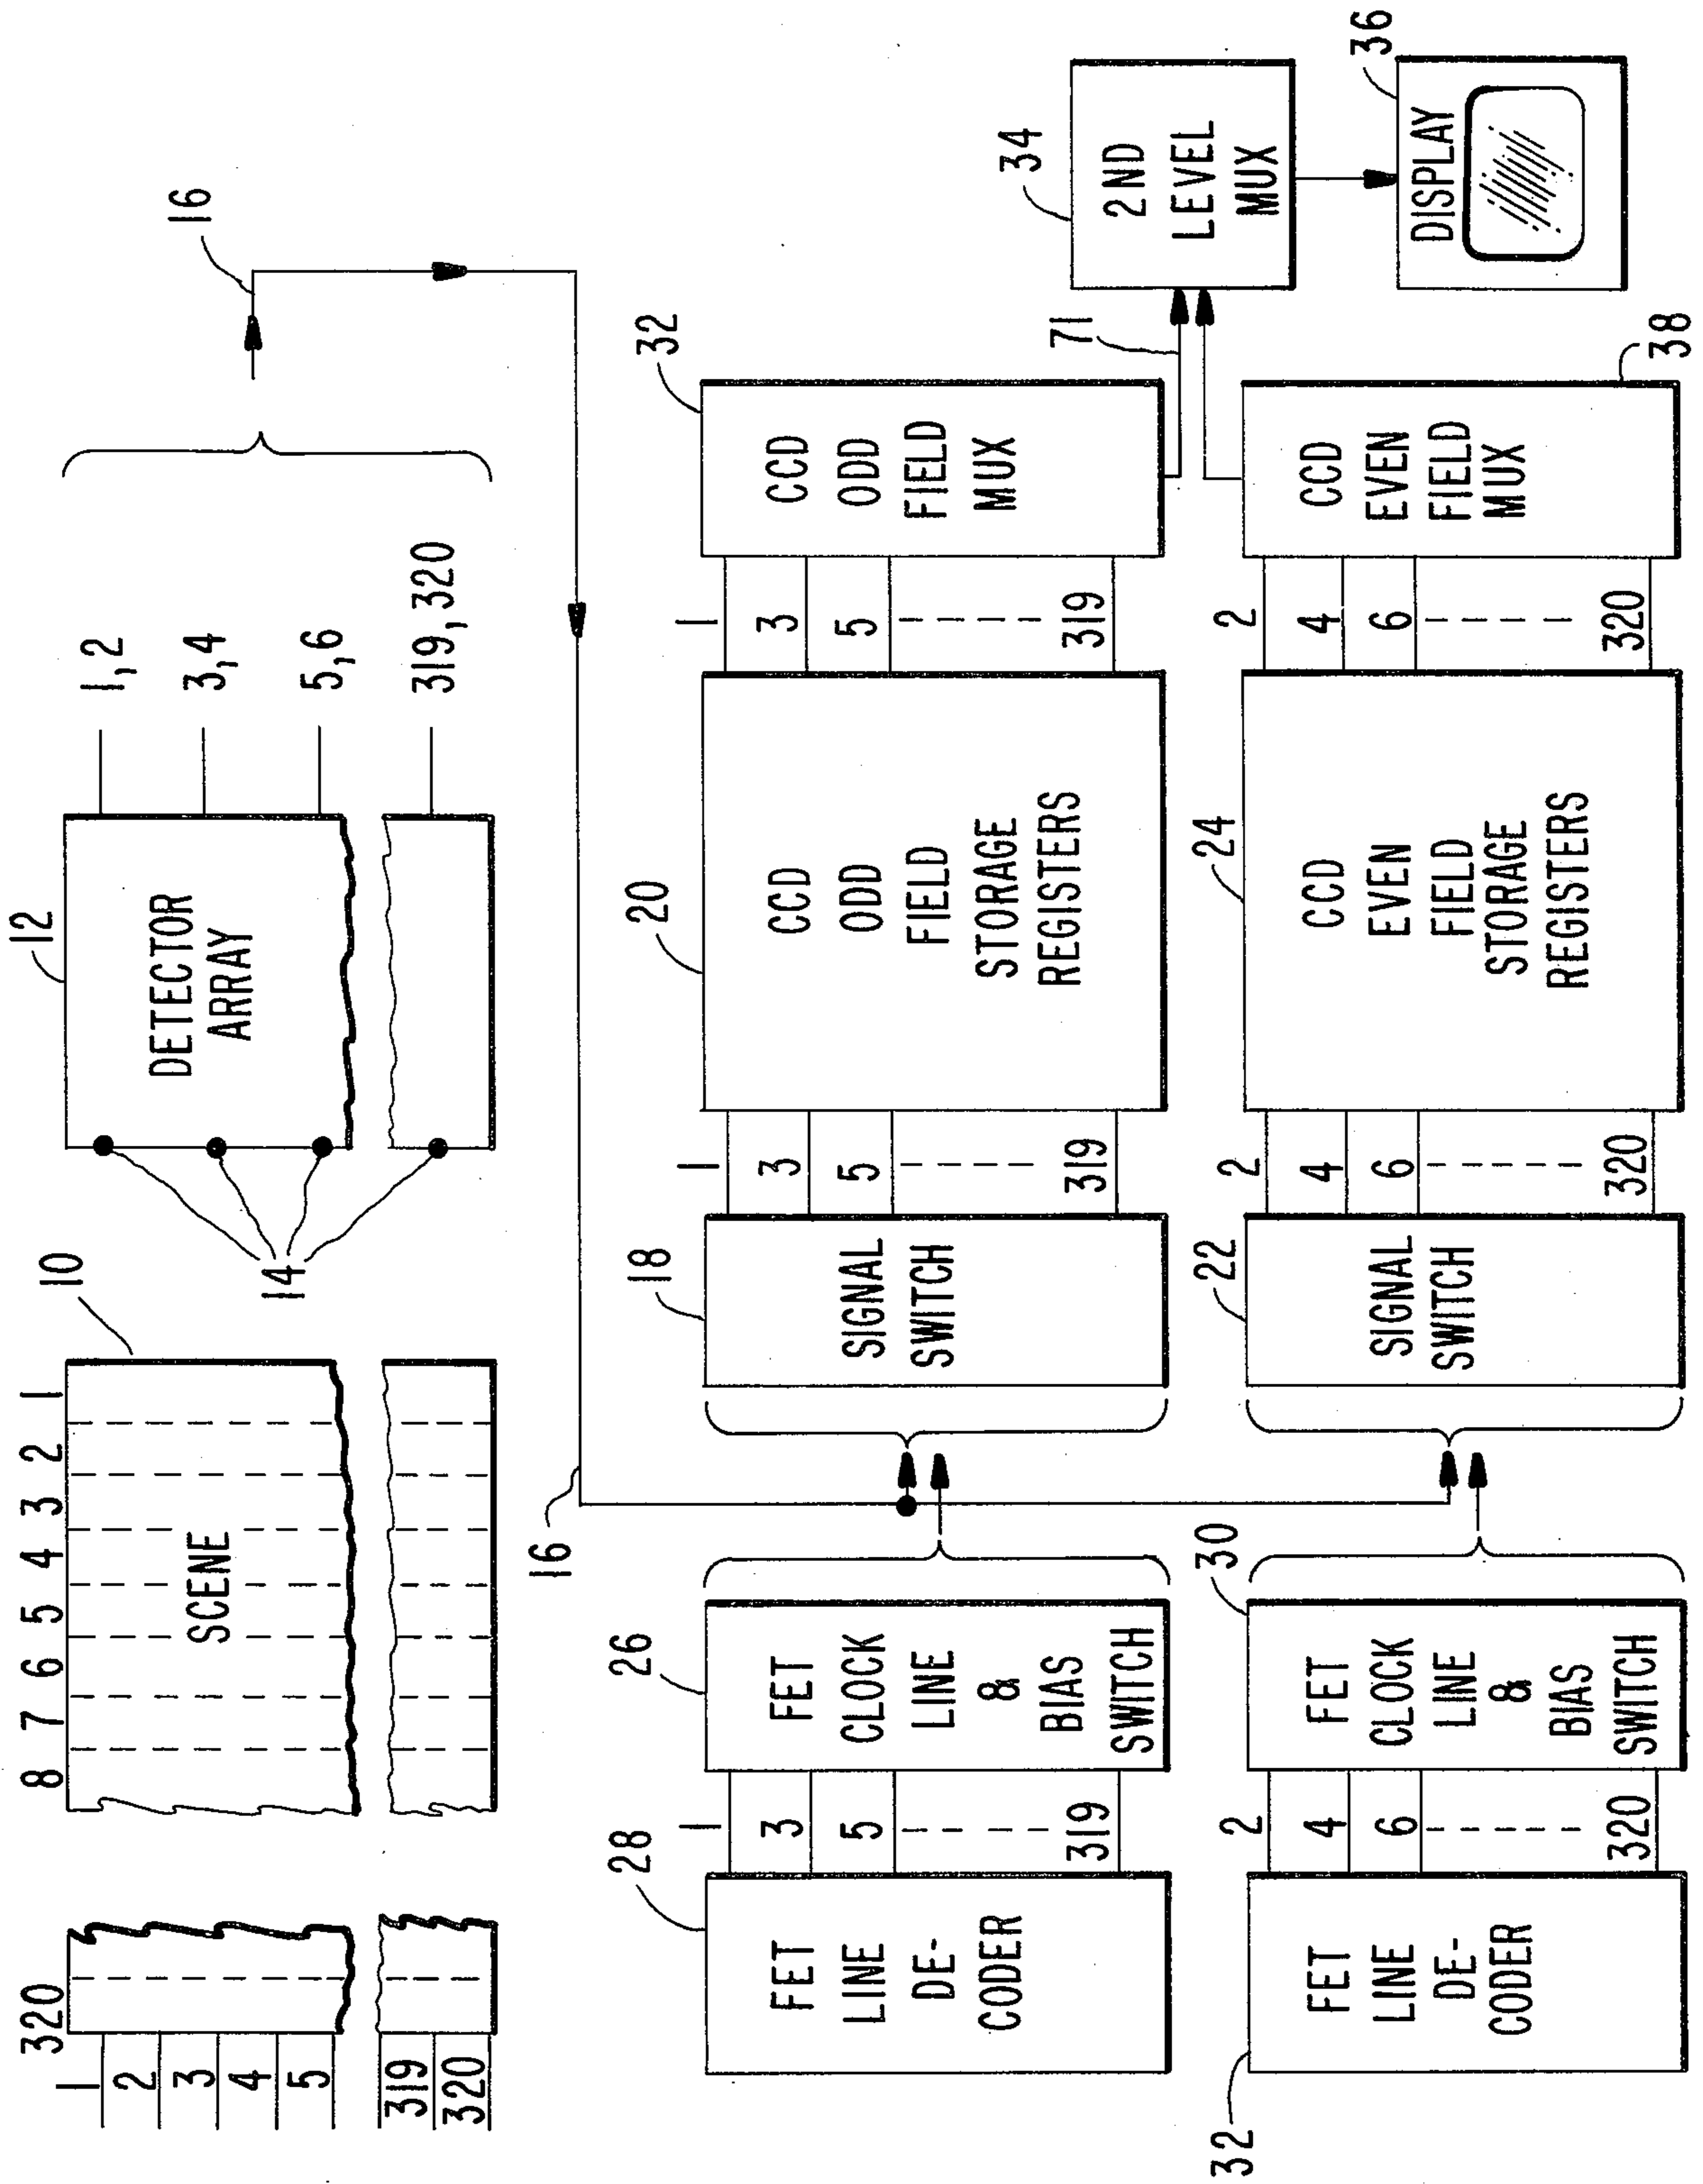 320
8 7 6 5 4 3 2 1
10
12
1
2
3
4
5
319
320
SCENE
14
DETECTOR
ARRAY
1,2
3,4
5,6
319,320
16
16
28
FET
LINE
DE-
CODER
1
3
5
319
26
FET
CLOCK
LINE
&
BIAS
SWITCH
18
SIGNAL
SWITCH
1
3
5
319
20
CCD
ODD
FIELD
STORAGE
REGISTERS
1
3
5
319
32
CCD
ODD
FIELD
MUX
71
34
2ND
LEVEL
MUX
32
FET
LINE
DE-
CODER
2
4
6
320
30
FET
CLOCK
LINE
&
BIAS
SWITCH
22
SIGNAL
SWITCH
2
4
6
320
24
CCD
EVEN
FIELD
STORAGE
REGISTERS
2
4
6
320
CCD
EVEN
FIELD
MUX
38
36
DISPLAY